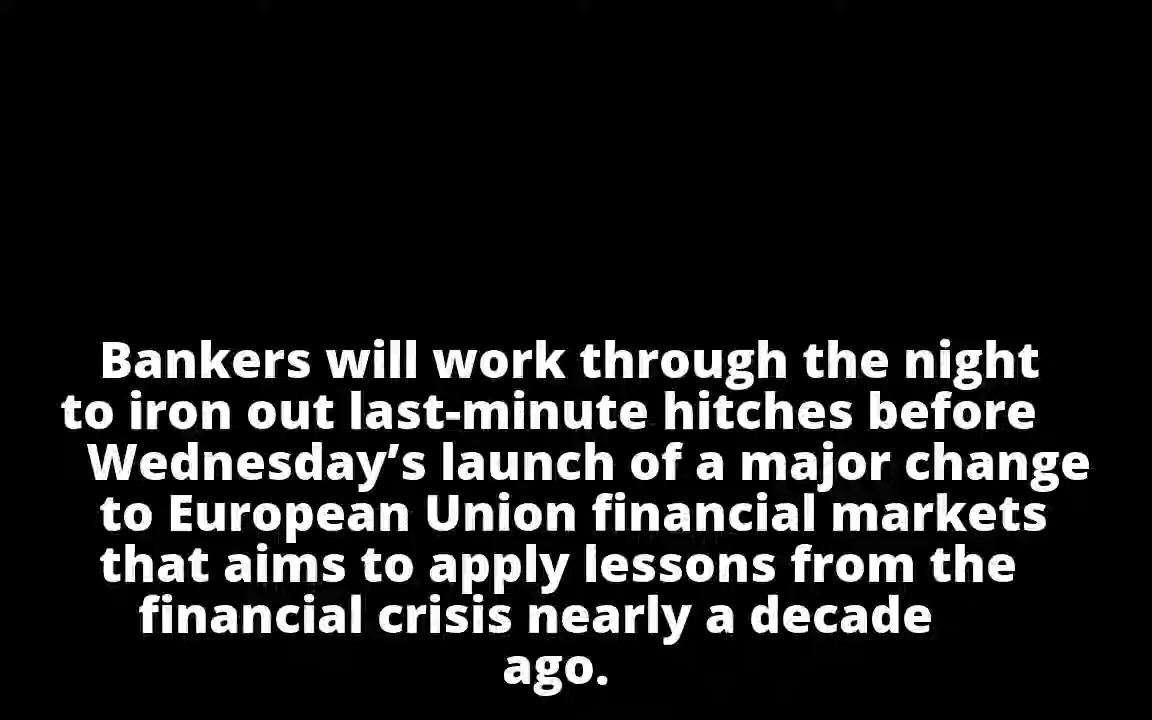 Bankers will work through the night
to iron out last-minute hitches before
Wednesday’s launch of a major change
to European Union financial markets
that aims to apply lessons from the
financial crisis nearly a decade
ago.